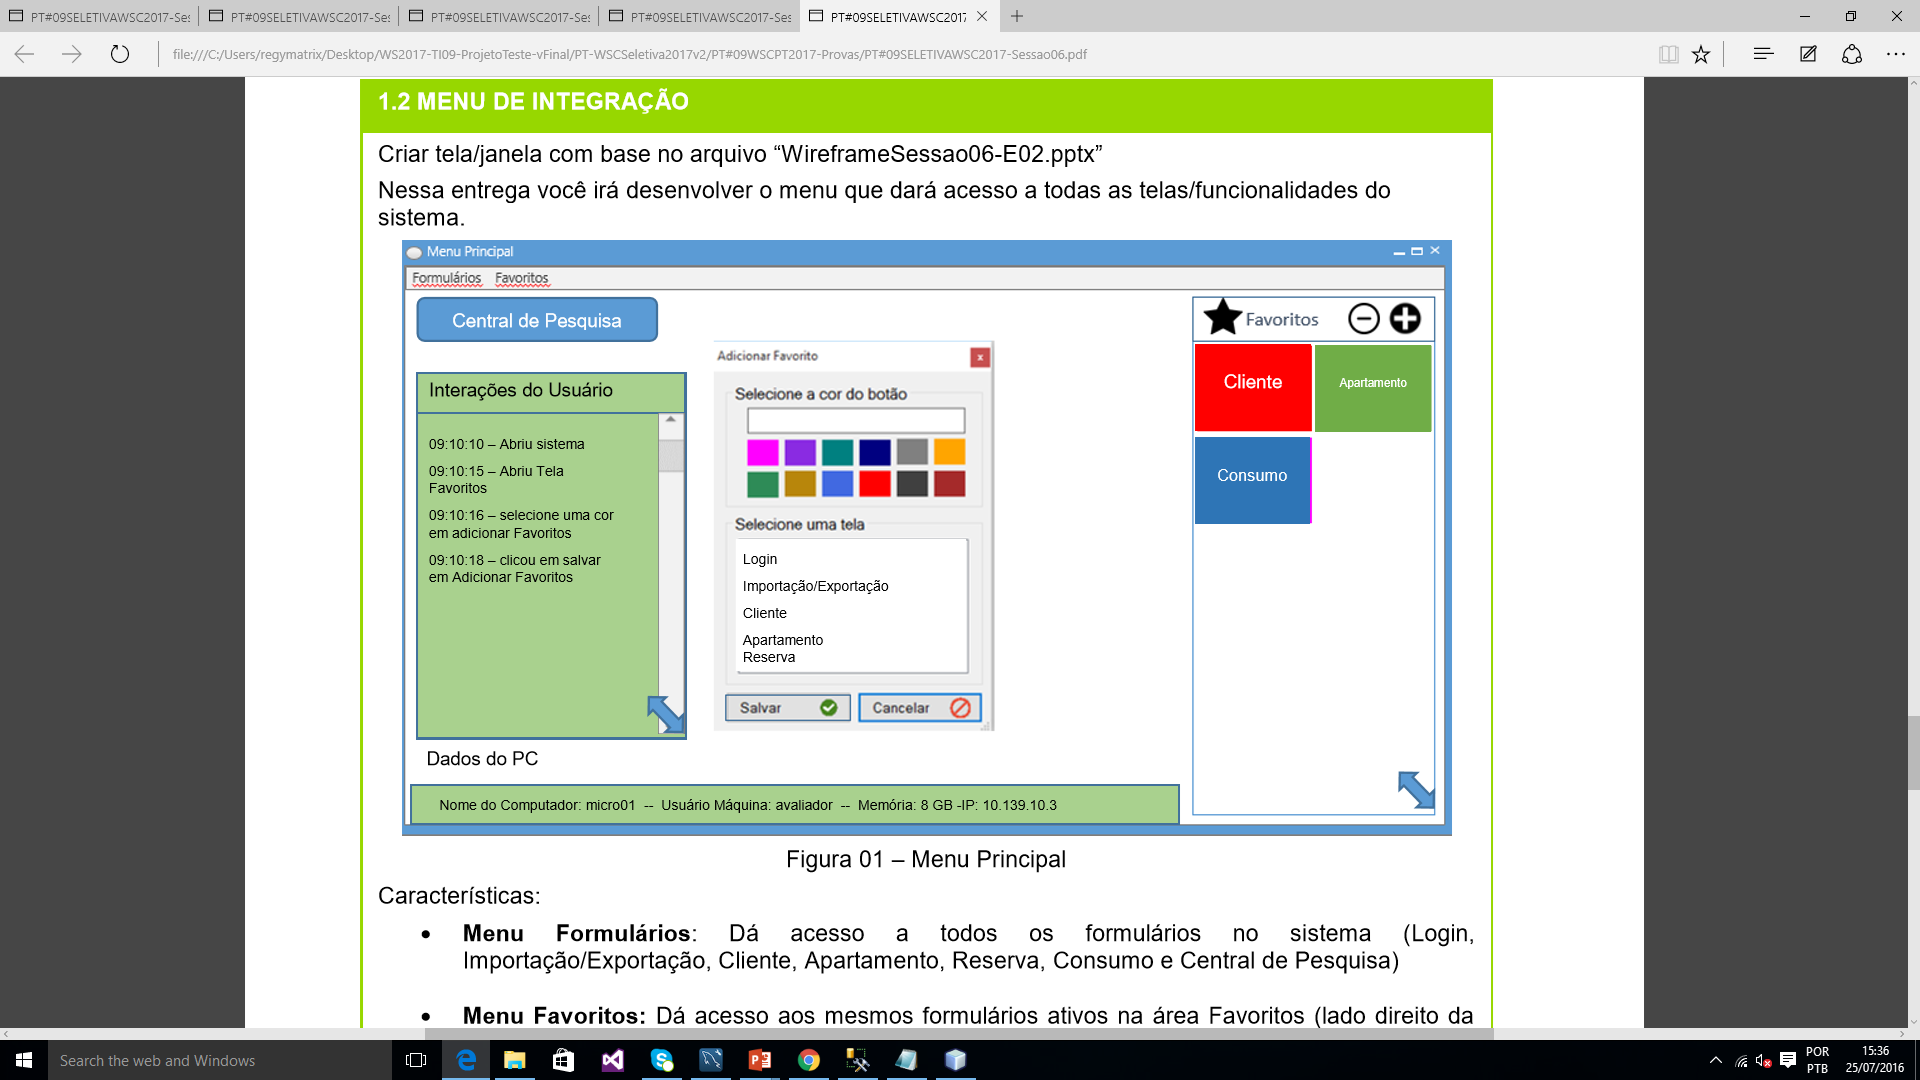 PT#09SELETIVAWSC2017-Ses
PT#09SELETIVAWSC2017-Ses
PT#09SELETIVAWSC2017-Ses
PT#09SELETIVAWSC2017-Ses
PT#09SELETIVAWSC2017
file:///C:/Users/regymatrix/Desktop/WS2017-TI09-ProjetoTeste-vFinal/PT-WSCSeletiva2017v2/PT#09WSCPT2017-Provas/PT#09SELETIVAWSC2017-Sessao06.pdf
1.2 MENU DE INTEGRAÇÃO
Criar tela/janela com base no arquivo “WireframeSessao06-E02.pptx”
Nessa entrega você irá desenvolver o menu que dará acesso a todas as telas/funcionalidades do
sistema.
Menu Principal
Formulários Favoritos
Central de Pesquisa
Interações do Usuário
09:10:10 – Abriu sistema
09:10:15 – Abriu Tela
Favoritos
09:10:16 – selecione uma cor
em adicionar Favoritos
09:10:18 – clicou em salvar
em Adicionar Favoritos
Adicionar Favorito
x
Selecione a cor do botão
Selecione uma tela
Login
Importação/Exportação
Cliente
Apartamento
Reserva
Salvar
Cancelar
Favoritos
Cliente
Apartamento
Consumo
Dados do PC
Nome do Computador: micro01 -- Usuário Máquina: avaliador -- Memória: 8 GB -IP: 10.139.10.3
Figura 01 – Menu Principal
Características:
• Menu Formulários: Dá acesso a todos os formulários no sistema (Login,
Importação/Exportação, Cliente, Apartamento, Reserva, Consumo e Central de Pesquisa)
• Menu Favoritos: Dá acesso aos mesmos formulários ativos na área Favoritos (lado direito da
Search the web and Windows
POR
PTB
15:36
25/07/2016